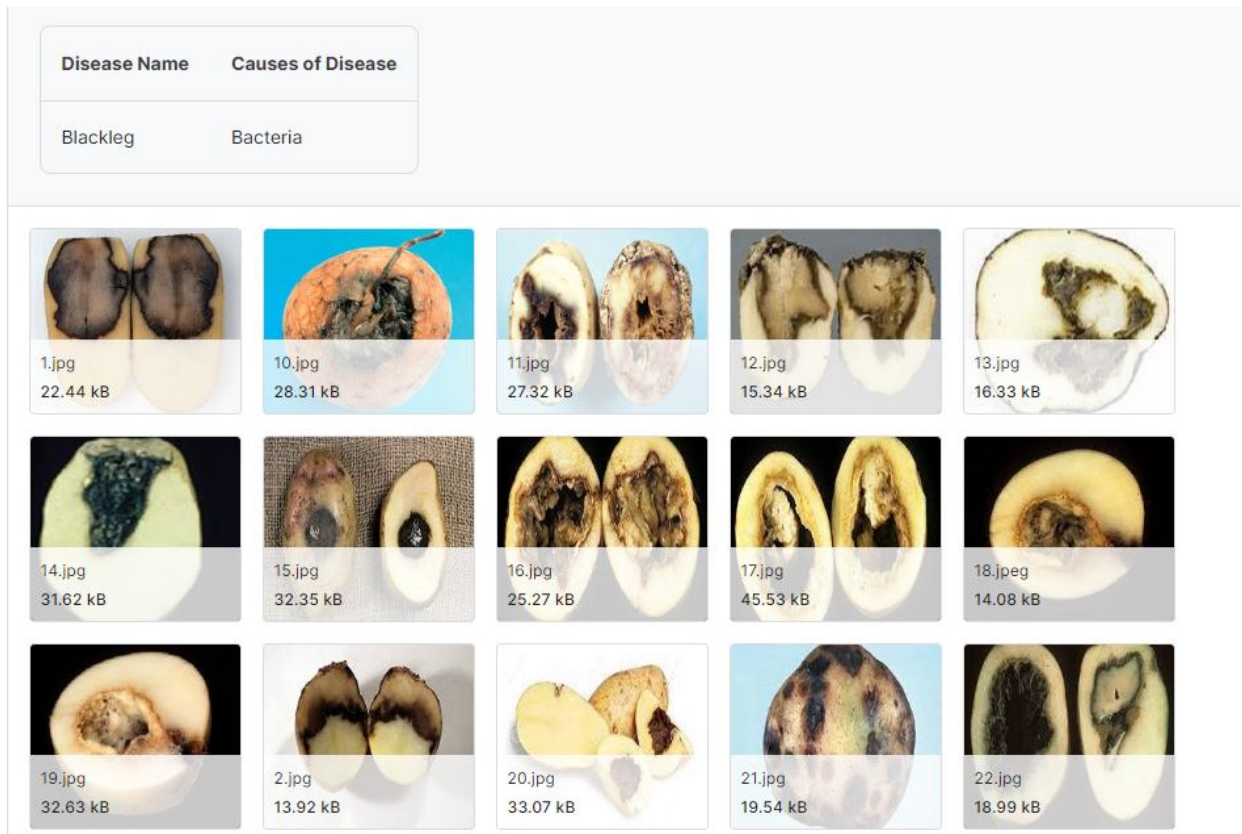 Disease Name Causes of Disease
Blackleg Bacteria
1.jpg
22.44 kB
10.jpg
28.31 kB
11.jpg
27.32 kB
12.jpg
15.34 kB
13.jpg
16.33 kB
14.jpg
31.62 kB
15.jpg
32.35 kB
16.jpg
25.27 kB
17.jpg
45.53 kB
18.jpeg
14.08 kB
19.jpg
32.63 kB
2.jpg
13.92 kB
20.jpg
33.07 kB
21.jpg
19.54 kB
22.jpg
18.99 kB